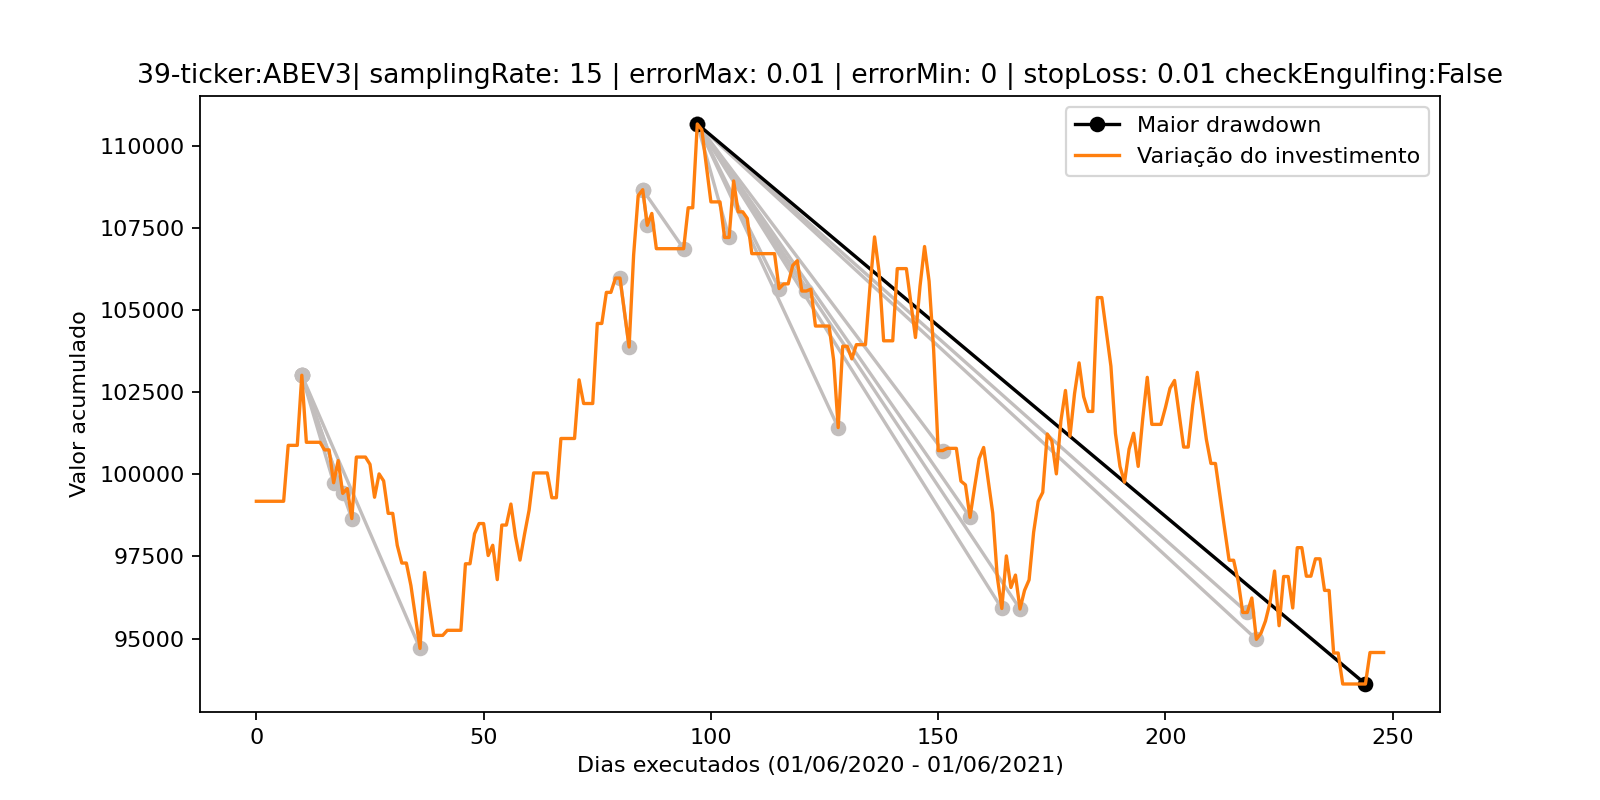 39-ticker:ABEV3| samplingRate: 15 | errorMax: 0.01 | errorMin: 0 | stopLoss: 0.01 checkEngulfing:False
Maior drawdown
Variação do investimento
Valor acumulado
110000
107500
105000
102500
100000
97500
95000
0 50 100 150 200 250
Dias executados (01/06/2020 - 01/06/2021)